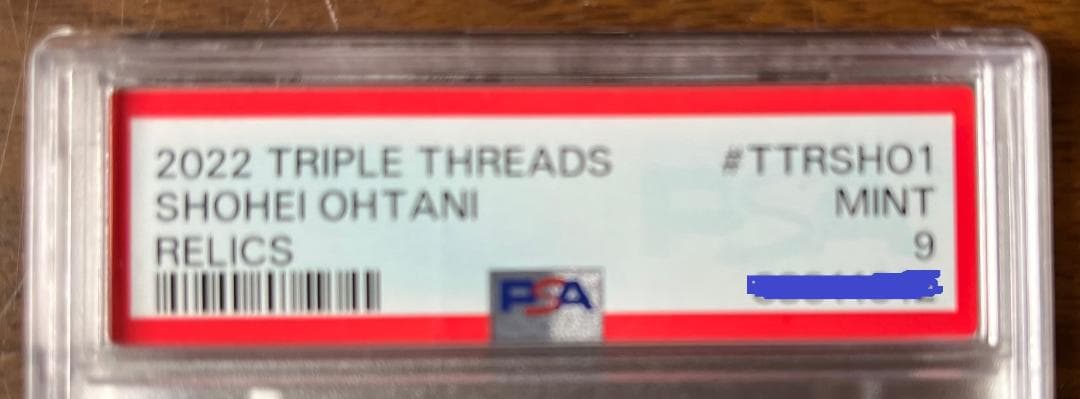 2022 TRIPLE THREADS #TTRSHO1
SHOHEI OHTANI MINT
RELICS 9
PSA